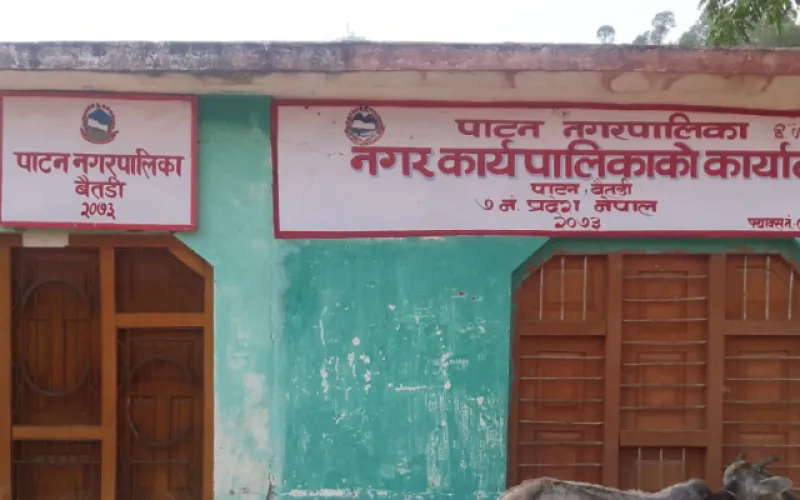 पाटन नगरपालिका
बैतडी
२०७३
पाटन नगरपालिका
नगर कार्यपालिकाको
पाटन, बैतडी
७ नं. प्रदेश नेपाल
२०७३
फ्याक्स नं.